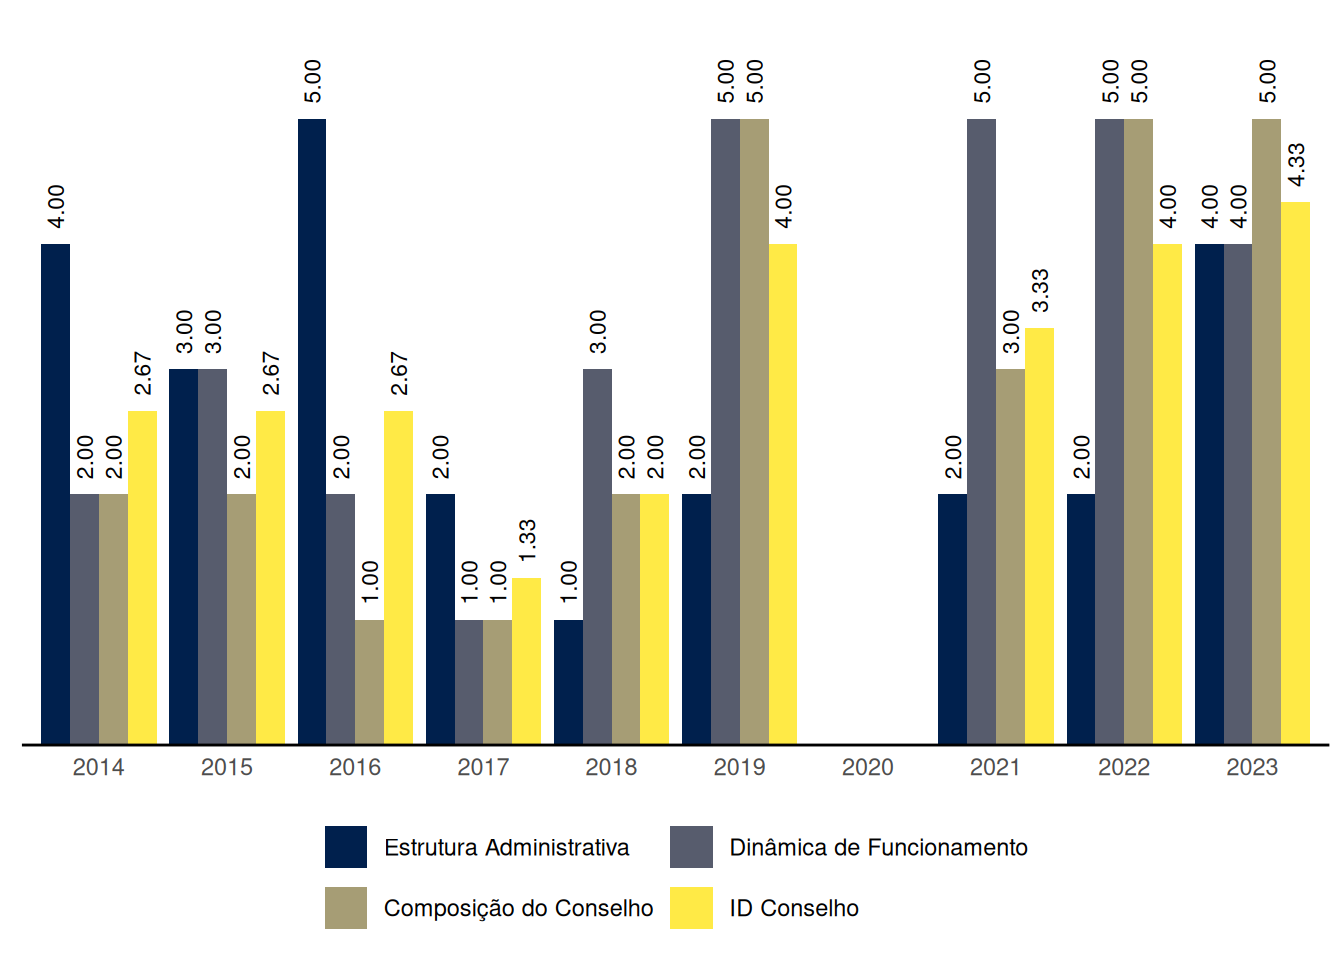 4.00 2.00 2.00 2.67 3.00 3.00 2.00 2.67 5.00 2.00 1.00 2.67 2.00 1.00 1.00 1.33 1.00 3.00 2.00 2.00 2.00 5.00 5.00 4.00 2.00 5.00 3.00 3.33 2.00 5.00 5.00 4.00 4.00 4.00 5.00 4.33
2014 2015 2016 2017 2018 2019 2020 2021 2022 2023
Estrutura Administrativa Dinâmica de Funcionamento
Composição do Conselho ID Conselho